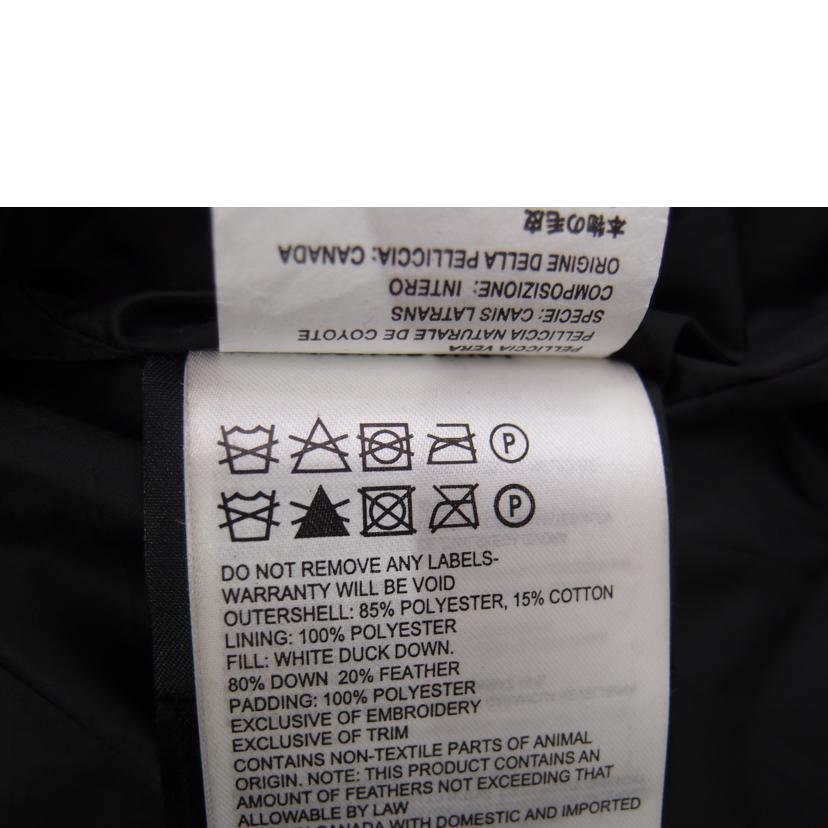 本物の毛皮
ORIGINE DELLA PELLICCIA: CANADA
COMPOSIZIONE: INTERO
SPECIE: CANIS LATRANS
PELLICCIA NATURALE DE COYOTE
PELLICCIA VERA
P
P
DO NOT REMOVE ANY LABELS-
WARRANTY WILL BE VOID
OUTERSHELL: 85% POLYESTER, 15% COTTON
LINING: 100% POLYESTER
FILL: WHITE DUCK DOWN.
80% DOWN 20% FEATHER
PADDING: 100% POLYESTER
EXCLUSIVE OF EMBROIDERY
EXCLUSIVE OF TRIM
CONTAINS NON-TEXTILE PARTS OF ANIMAL
ORIGIN. NOTE: THIS PRODUCT CONTAINS AN
AMOUNT OF FEATHERS NOT EXCEEDING THAT
ALLOWABLE BY LAW
CANADA WITH DOMESTIC AND IMPORTED